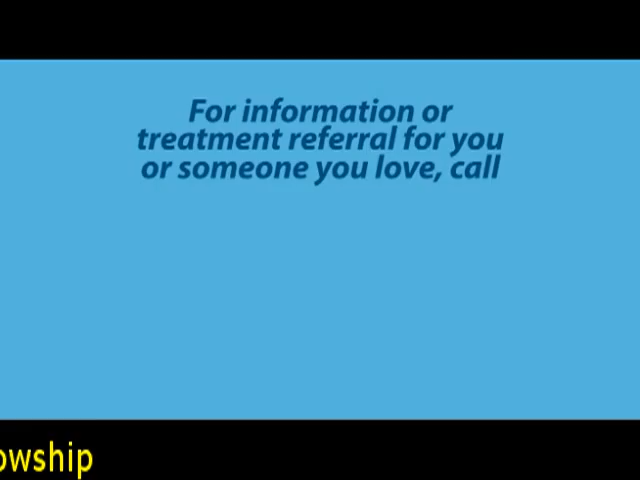 For information or
treatment referral for you
or someone you love, call
owship